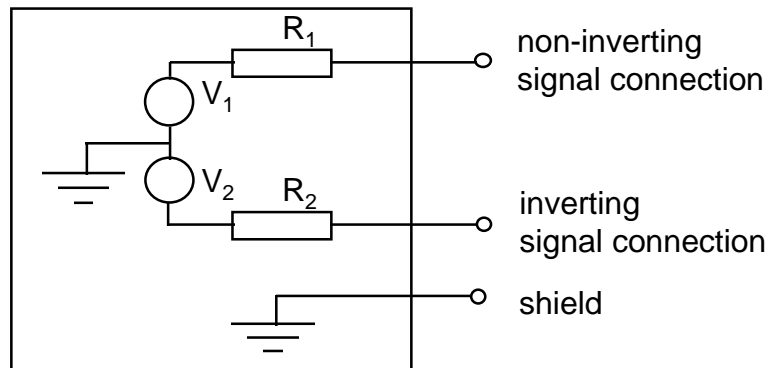 R1
non-inverting
signal connection
V1
V2
R2
inverting
signal connection
shield